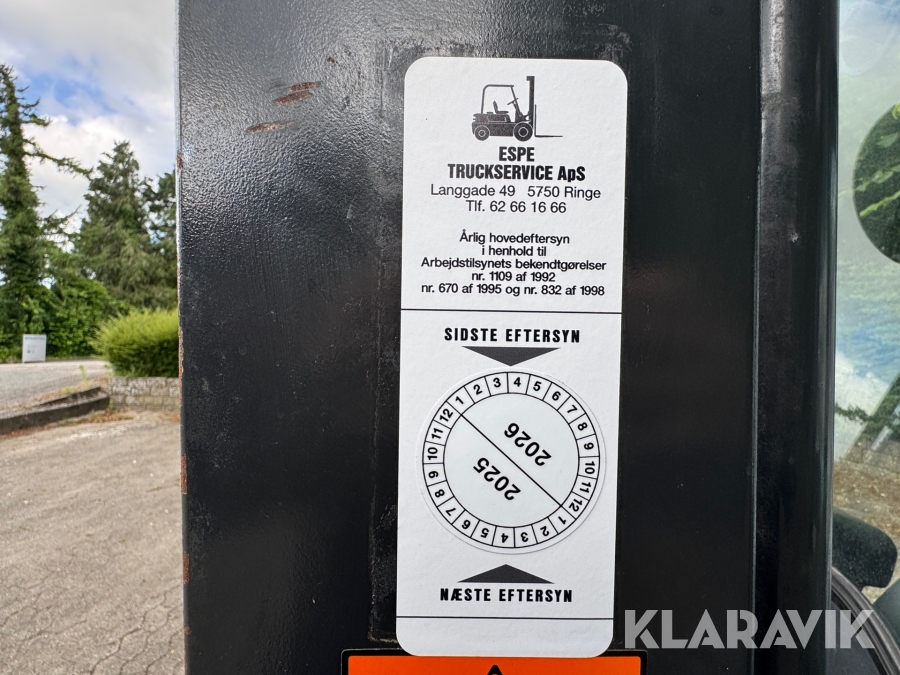 ESPE
TRUCKSERVICE ApS
Langgade 49 5750 Ringe
Tlf. 62 66 16 66
Årlig hovedeftersyn
i henhold til
Arbejdstilsynets bekendtgørelser
nr. 1109 af 1992
nr. 670 af 1995 og nr. 832 af 1998
SIDSTE EFTERSYN
1 2 3 4 5 6 7 8 9 10 11 12
2026
2025
1 2 3 4 5 6 7 8 9 10 11 12
NÆSTE EFTERSYN
KLARAVIK